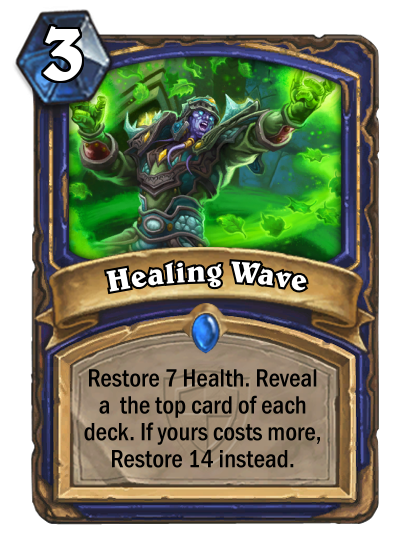 3
Healing Wave
Restore 7 Health. Reveal
a the top card of each
deck. If yours costs more,
Restore 14 instead.